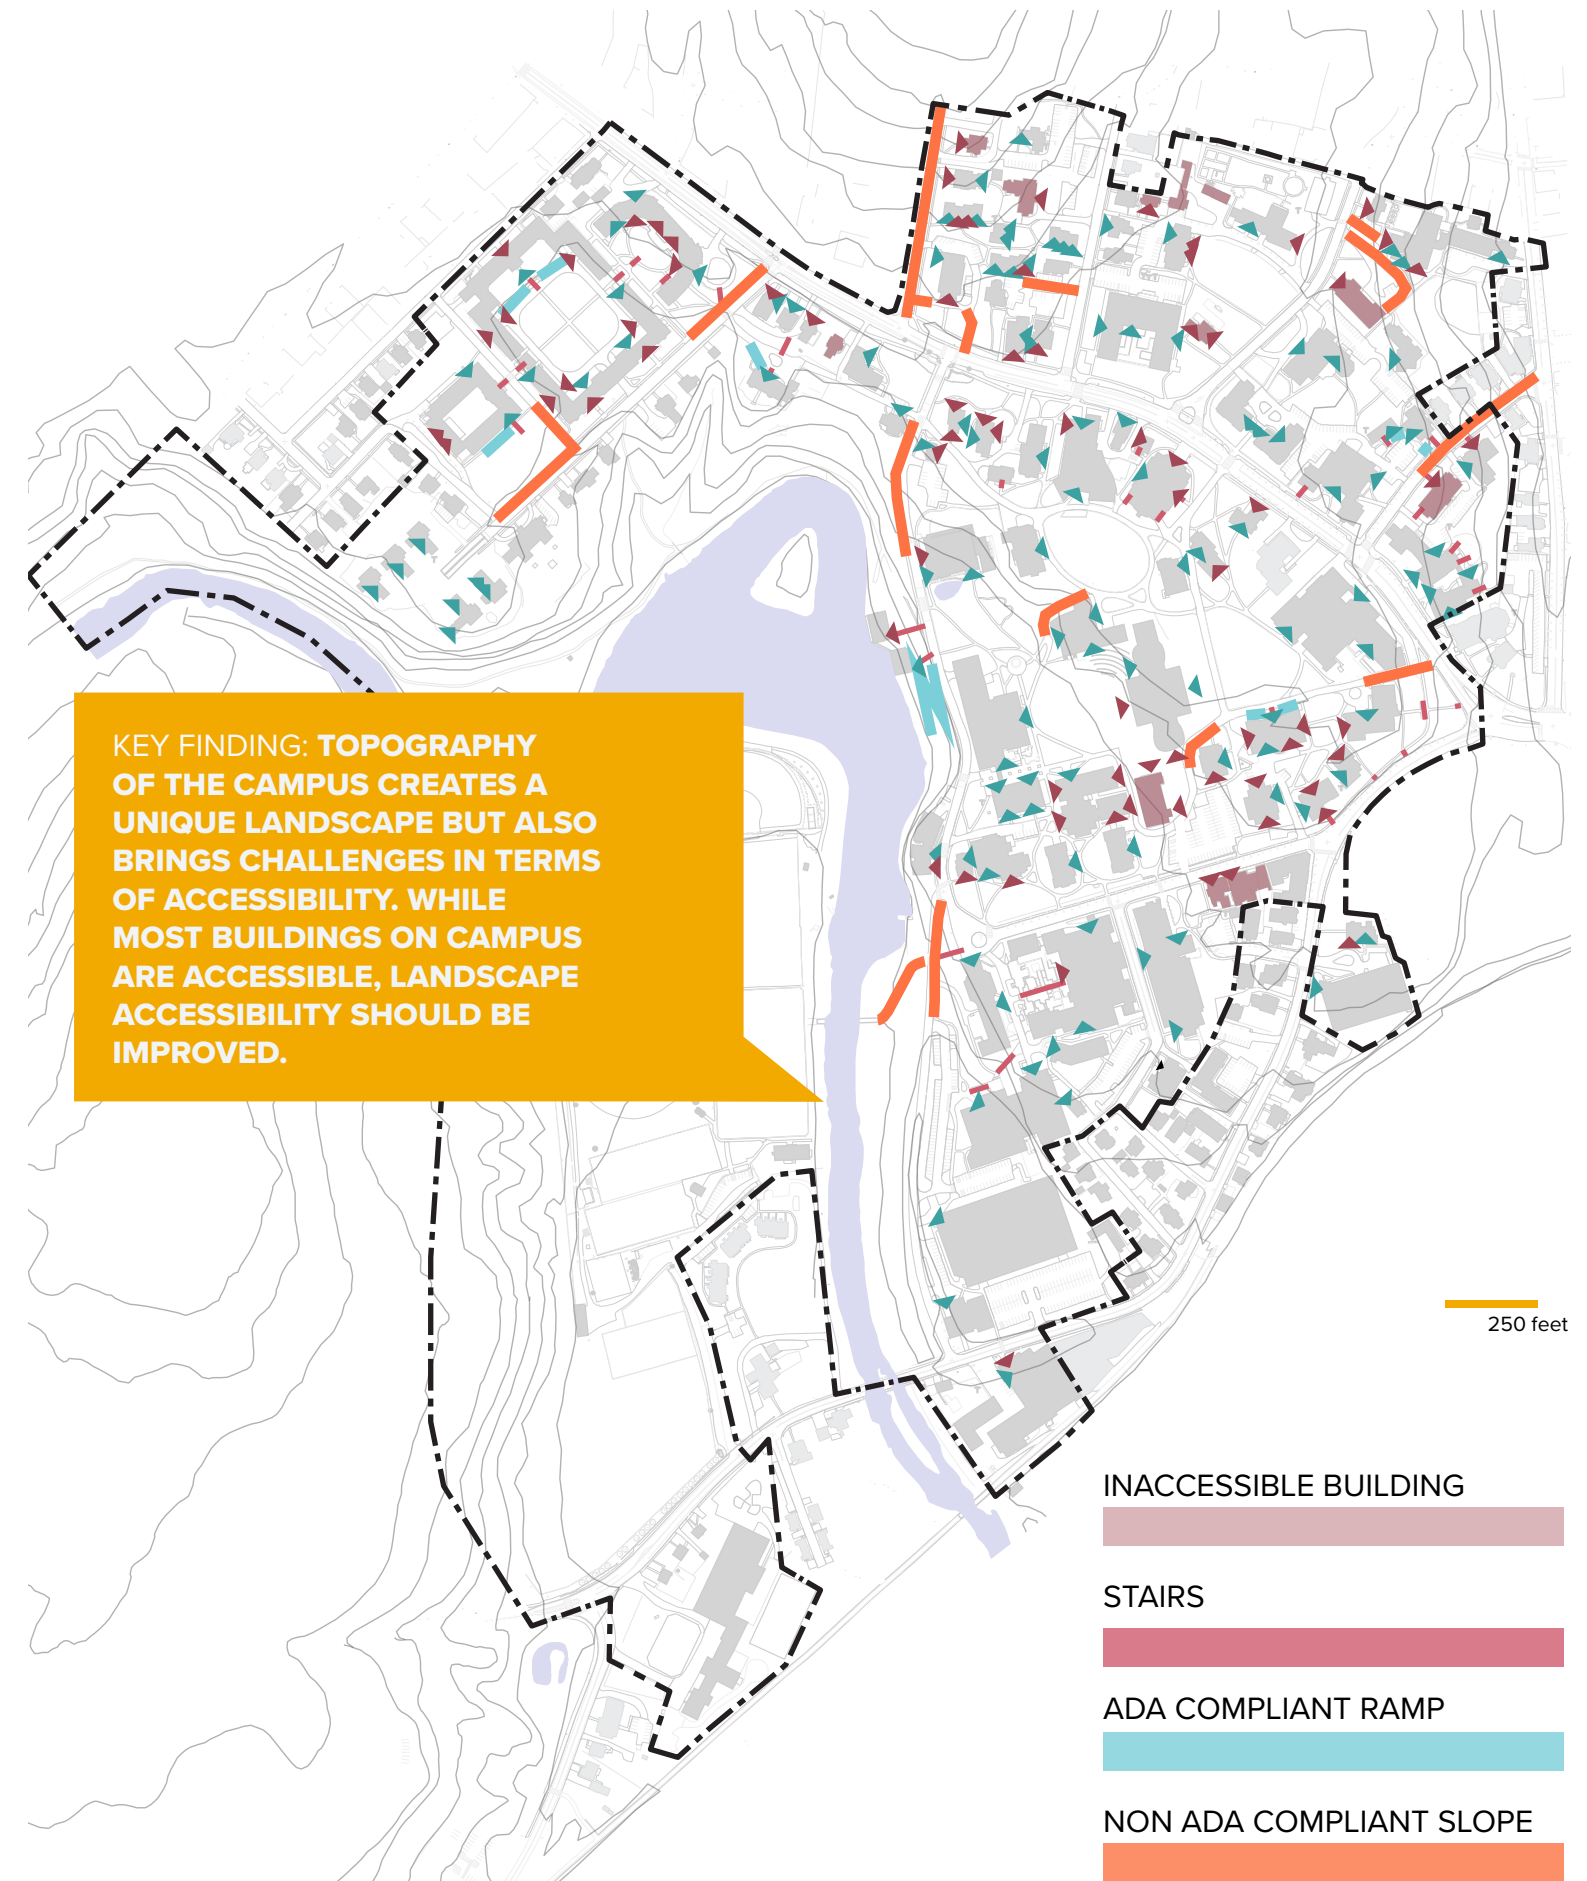 KEY FINDING: TOPOGRAPHY
OF THE CAMPUS CREATES A
UNIQUE LANDSCAPE BUT ALSO
BRINGS CHALLENGES IN TERMS
OF ACCESSIBILITY. WHILE
MOST BUILDINGS ON CAMPUS
ARE ACCESSIBLE, LANDSCAPE
ACCESSIBILITY SHOULD BE
IMPROVED.
250 feet
INACCESSIBLE BUILDING
STAIRS
ADA COMPLIANT RAMP
NON ADA COMPLIANT SLOPE